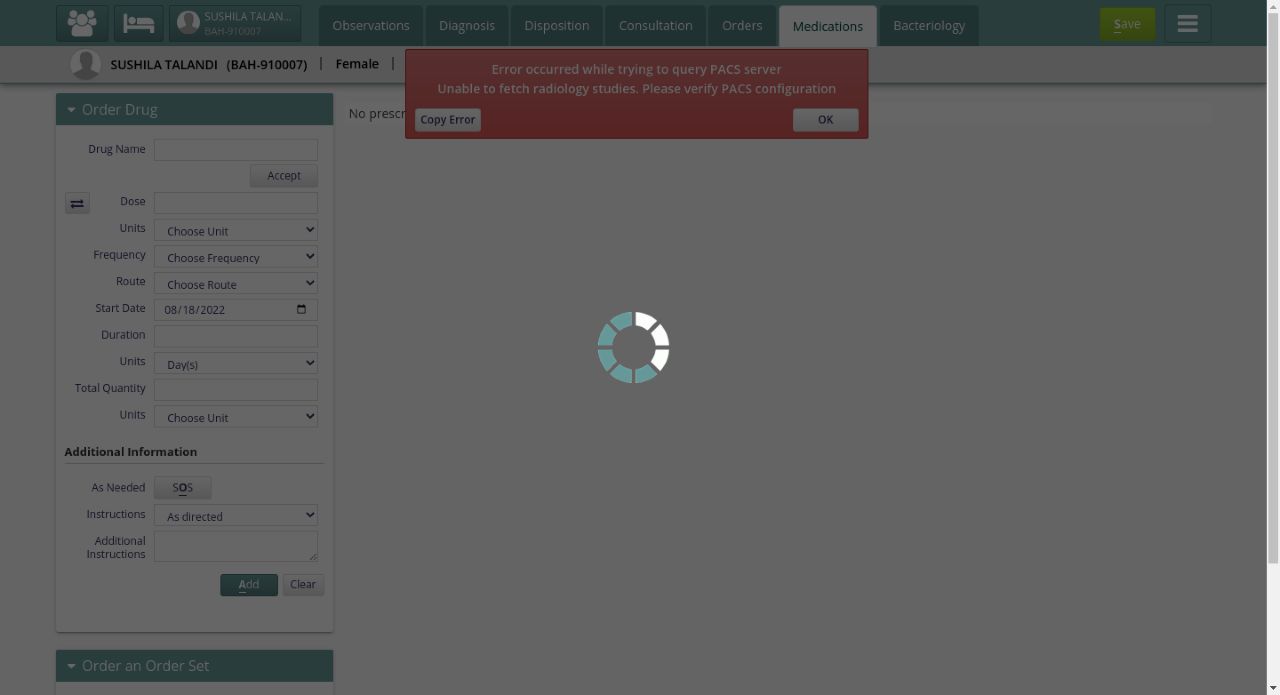 SUSHILA TALAN...
BAH-910007
Observations
Diagnosis
Disposition
Consultation
Orders
Medications
Bacteriology
Save
SUSHILA TALANDI (BAH-910007) | Female |
Error occurred while trying to query PACS server
Unable to fetch radiology studies. Please verify PACS configuration
Copy Error
OK
Order Drug
No prescr
Drug Name
Accept
Dose
Units
Choose Unit
Frequency
Choose Frequency
Route
Choose Route
Start Date
08/18/2022
Duration
Units
Day(s)
Total Quantity
Units
Choose Unit
Additional Information
As Needed
SOS
Instructions
As directed
Additional
Instructions
Add
Clear
Order an Order Set